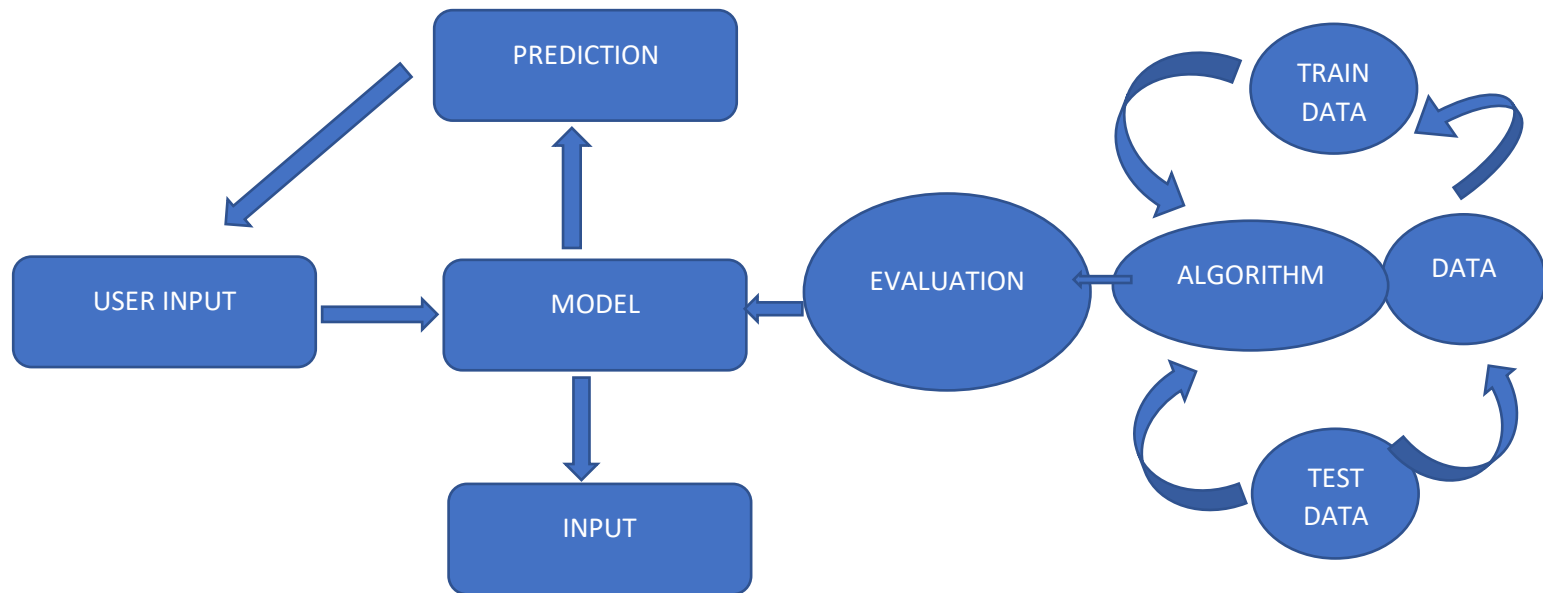 PREDICTION
TRAIN
DATA
USER INPUT
MODEL
EVALUATION
ALGORITHM
DATA
INPUT
TEST
DATA